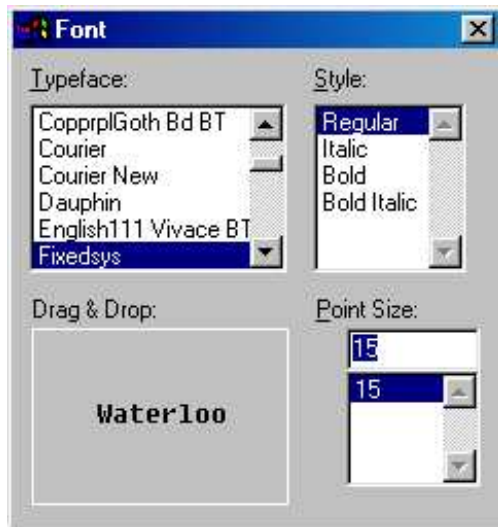 Font
Typeface:
CopprplGoth Bd BT
Courier
Courier New
Dauphin
English111 Vivace BT
Fixedsys
Style:
Regular
Italic
Bold
Bold Italic
Drag & Drop:
Waterloo
Point Size:
15
15